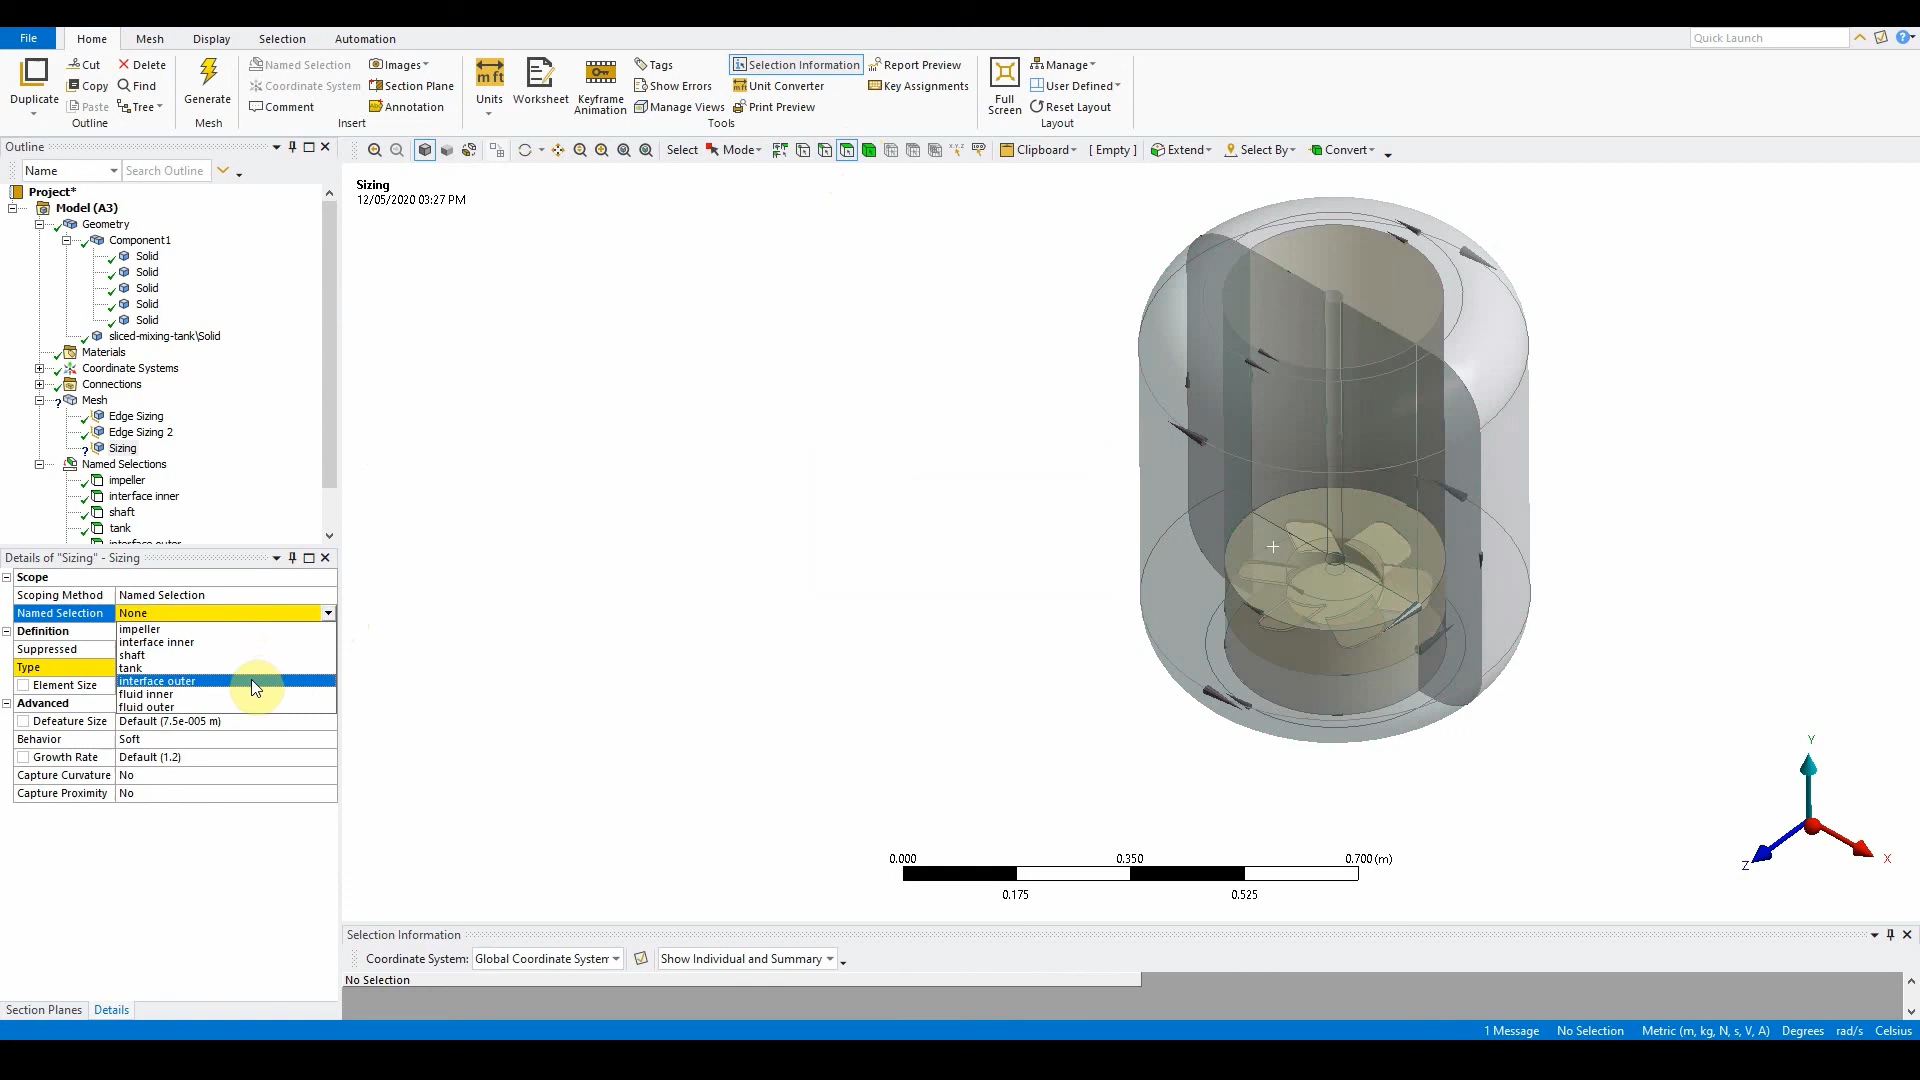 File Home Mesh Display Selection Automation Quick Launch
Duplicate Cut Copy Paste Delete Find Tree Outline
Generate Mesh
Named Selection Coordinate System Comment Images Section Plane Annotation Insert
Units Worksheet Keyframe Animation Tags Show Errors Manage Views Selection Information Unit Converter Print Preview Report Preview Key Assignments Tools
Full Screen Manage User Defined Reset Layout Layout
Outline
Name Search Outline
Select Mode Clipboard [ Empty ] Extend Select By Convert
Project*
Model (A3)
Geometry
Component1
Solid
Solid
Solid
Solid
Solid
sliced-mixing-tank\Solid
Materials
Coordinate Systems
Connections
Mesh
Edge Sizing
Edge Sizing 2
Sizing
Named Selections
impeller
interface inner
shaft
tank
interface outer
Details of "Sizing" - Sizing
Scope
Scoping Method Named Selection
Named Selection None
impeller
interface inner
shaft
tank
interface outer
fluid inner
fluid outer
Definition
Suppressed
Type
Element Size
Advanced
Defeature Size Default (7.5e-005 m)
Behavior Soft
Growth Rate Default (1.2)
Capture Curvature No
Capture Proximity No
Section Planes Details
Sizing
12/05/2020 03:27 PM
0.000 0.350 0.700 (m)
0.175 0.525
Y
Z X
Selection Information
Coordinate System: Global Coordinate System Show Individual and Summary
No Selection
1 Message No Selection Metric (m, kg, N, s, V, A) Degrees rad/s Celsius